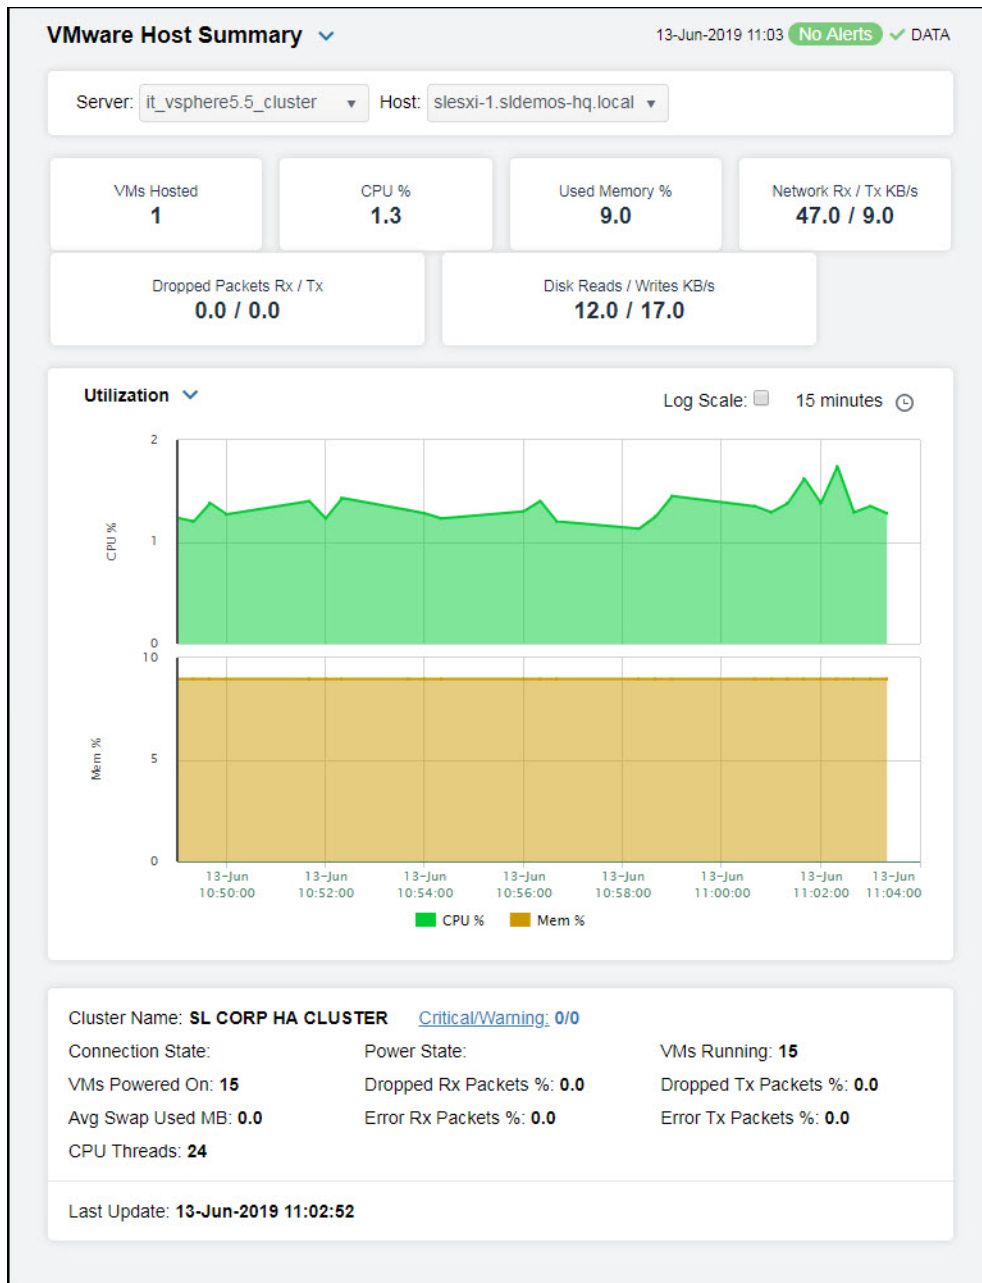 VMware Host Summary
13-Jun-2019 11:03 No Alerts DATA
Server: it_vsphere5.5_cluster Host: slesxi-1.sldemos-hq.local
VMs Hosted
1
CPU %
1.3
Used Memory %
9.0
Network Rx / Tx KB/s
47.0 / 9.0
Dropped Packets Rx / Tx
0.0 / 0.0
Disk Reads / Writes KB/s
12.0 / 17.0
Utilization
Log Scale: 15 minutes
2
CPU %
1
0
10
Mem %
5
0
13-Jun 13-Jun 13-Jun 13-Jun 13-Jun 13-Jun 13-Jun 13-Jun
10:50:00 10:52:00 10:54:00 10:56:00 10:58:00 11:00:00 11:02:00 11:04:00
CPU % Mem %
Cluster Name: SL CORP HA CLUSTER Critical/Warning: 0/0
Connection State: Power State: VMs Running: 15
VMs Powered On: 15 Dropped Rx Packets %: 0.0 Dropped Tx Packets %: 0.0
Avg Swap Used MB: 0.0 Error Rx Packets %: 0.0 Error Tx Packets %: 0.0
CPU Threads: 24
Last Update: 13-Jun-2019 11:02:52